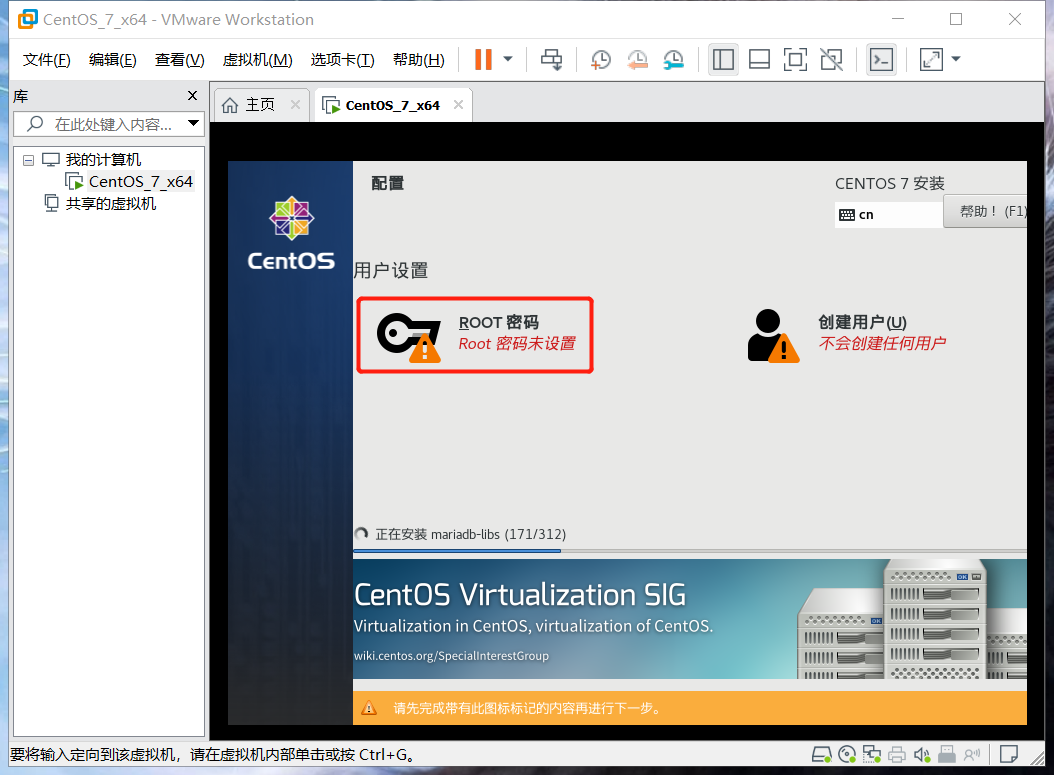 CentOS_7_x64 - VMware Workstation
文件(F) 编辑(E) 查看(V) 虚拟机(M) 选项卡(T) 帮助(H)
库
在此处键入内容...
我的计算机
CentOS_7_x64
共享的虚拟机
主页
CentOS_7_x64
CentOS
配置
CENTOS 7 安装
cn
帮助！ (F1)
用户设置
ROOT 密码
Root 密码未设置
创建用户(U)
不会创建任何用户
正在安装 mariadb-libs (171/312)
CentOS Virtualization SIG
Virtualization in CentOS, virtualization of CentOS.
wiki.centos.org/SpecialInterestGroup
OK
OK
请先完成带有此图标标记的内容再进行下一步。
要将输入定向到该虚拟机，请在虚拟机内部单击或按 Ctrl+G。